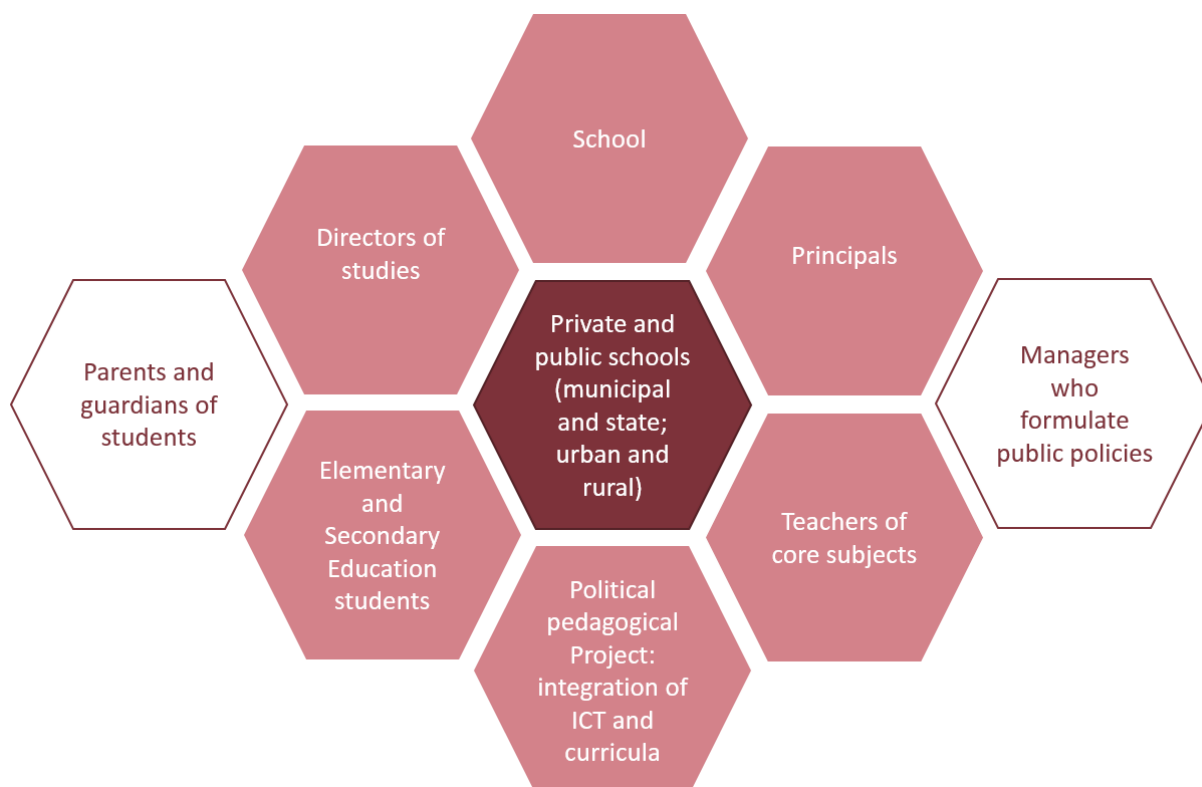 School
Directors of
studies
Principals
Parents and
guardians of
students
Private and
public schools
(municipal
and state;
urban and
rural)
Managers
who
formulate
public policies
Elementary
and
Secondary
Education
students
Teachers of
core subjects
Political
pedagogical
Project:
integration of
ICT and
curricula